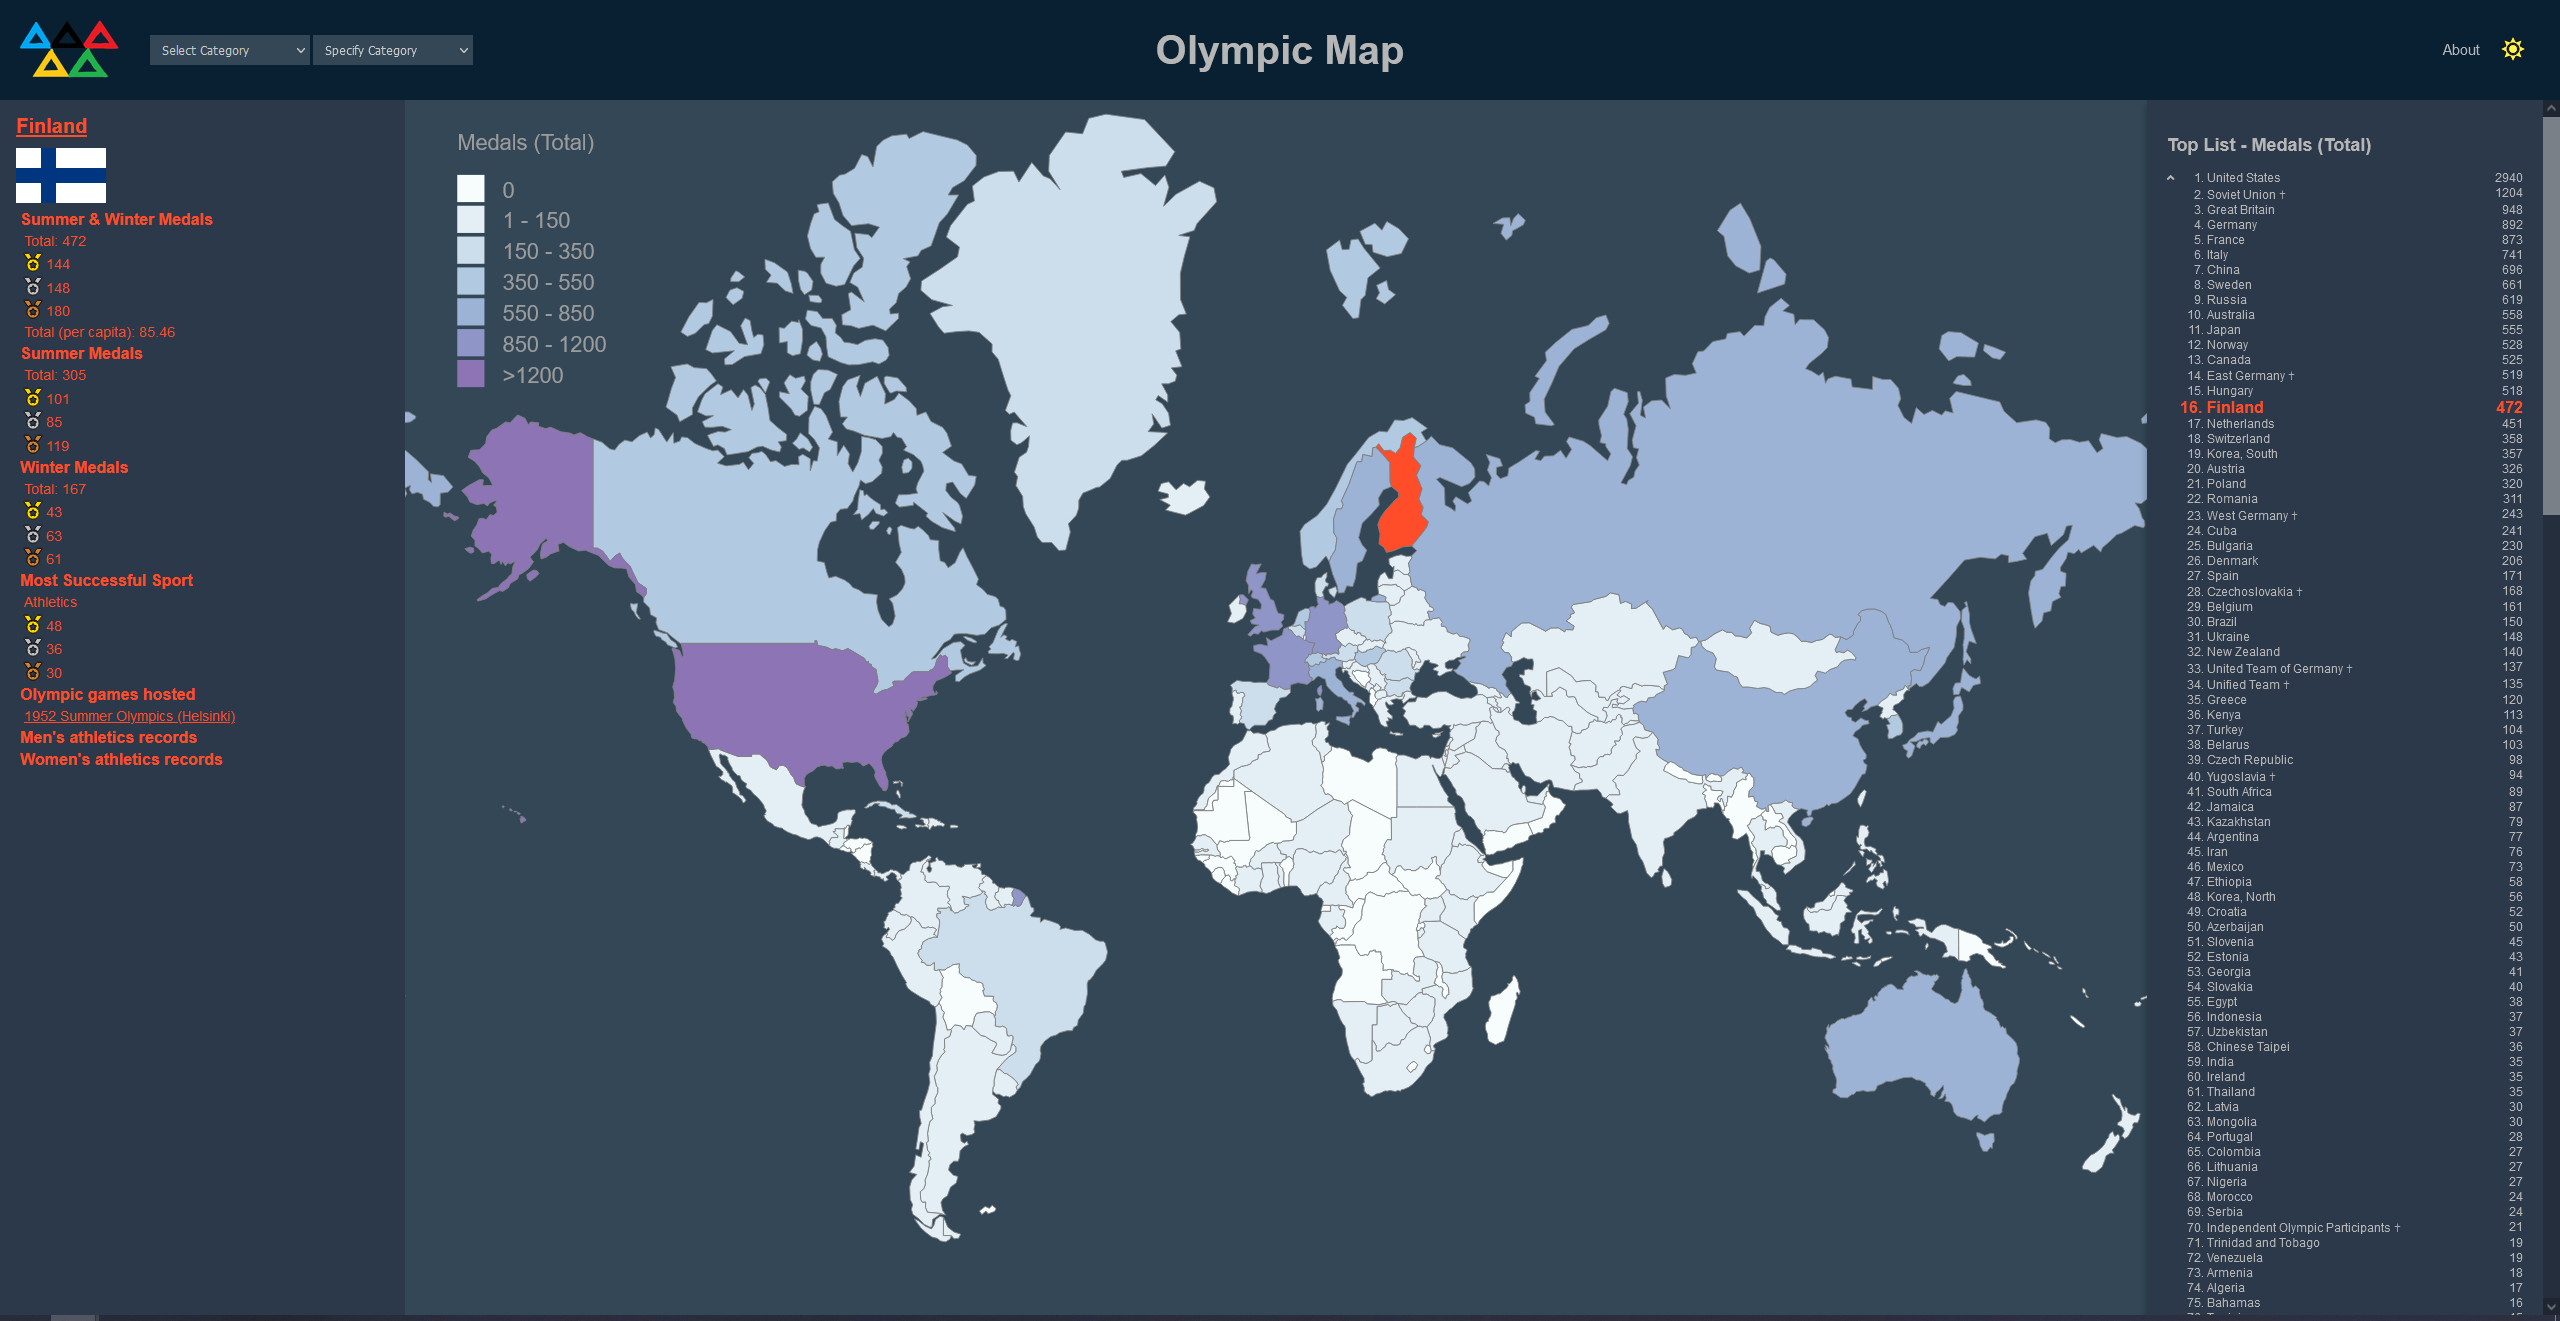 Select Category
Specify Category
Olympic Map
About
Finland
Summer & Winter Medals
Total: 472
144
148
180
Total (per capita): 85.46
Summer Medals
Total: 305
101
85
119
Winter Medals
Total: 167
43
63
61
Most Successful Sport
Athletics
48
36
30
Olympic games hosted
1952 Summer Olympics (Helsinki)
Men's athletics records
Women's athletics records
Medals (Total)
0
1 - 150
150 - 350
350 - 550
550 - 850
850 - 1200
>1200
Top List - Medals (Total)
1. United States 2940
2. Soviet Union † 1204
3. Great Britain 948
4. Germany 892
5. France 873
6. Italy 741
7. China 696
8. Sweden 661
9. Russia 619
10. Australia 558
11. Japan 555
12. Norway 528
13. Canada 525
14. East Germany † 519
15. Hungary 518
16. Finland 472
17. Netherlands 451
18. Switzerland 358
19. Korea, South 357
20. Austria 326
21. Poland 320
22. Romania 311
23. West Germany † 243
24. Cuba 241
25. Bulgaria 230
26. Denmark 206
27. Spain 171
28. Czechoslovakia † 168
29. Belgium 161
30. Brazil 150
31. Ukraine 148
32. New Zealand 140
33. United Team of Germany † 137
34. Unified Team † 135
35. Greece 120
36. Kenya 113
37. Turkey 104
38. Belarus 103
39. Czech Republic 98
40. Yugoslavia † 94
41. South Africa 89
42. Jamaica 87
43. Kazakhstan 79
44. Argentina 77
45. Iran 76
46. Mexico 73
47. Ethiopia 58
48. Korea, North 56
49. Croatia 52
50. Azerbaijan 50
51. Slovenia 45
52. Estonia 43
53. Georgia 41
54. Slovakia 40
55. Egypt 38
56. Indonesia 37
57. Uzbekistan 37
58. Chinese Taipei 36
59. India 35
60. Ireland 35
61. Thailand 35
62. Latvia 30
63. Mongolia 30
64. Portugal 28
65. Colombia 27
66. Lithuania 27
67. Nigeria 27
68. Morocco 24
69. Serbia 24
70. Independent Olympic Participants † 21
71. Trinidad and Tobago 19
72. Venezuela 19
73. Armenia 18
74. Algeria 17
75. Bahamas 16